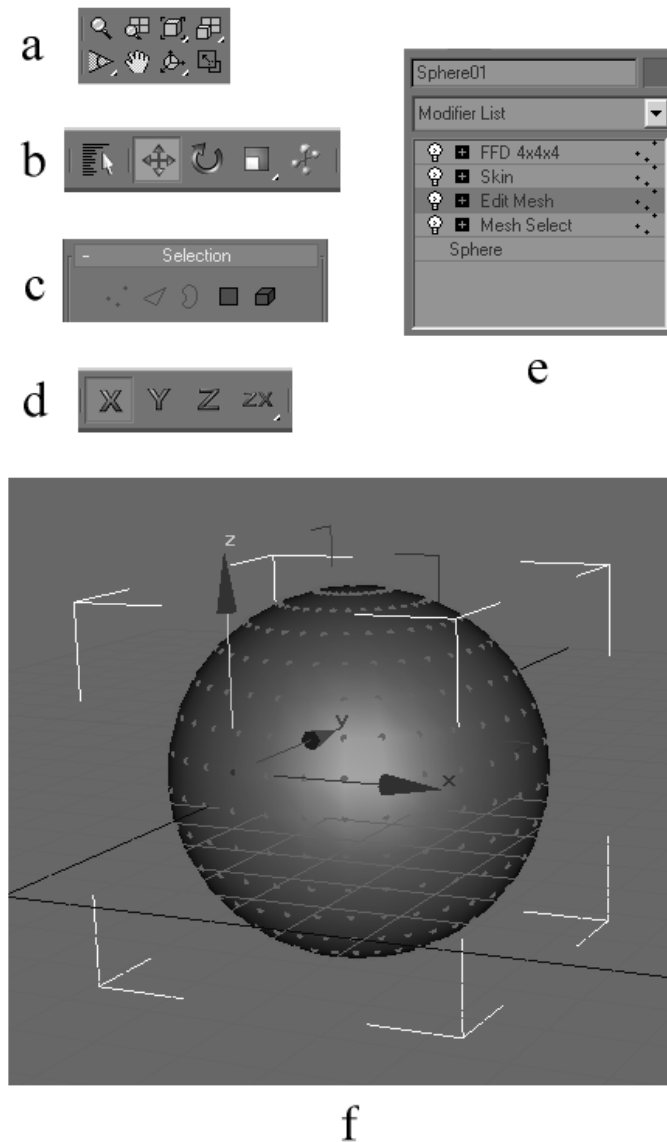 a
b
c
- Selection
d
X Y Z ZX
Sphere01
Modifier List
FFD 4x4x4
Skin
Edit Mesh
Mesh Select
Sphere
e
z
y
x
f